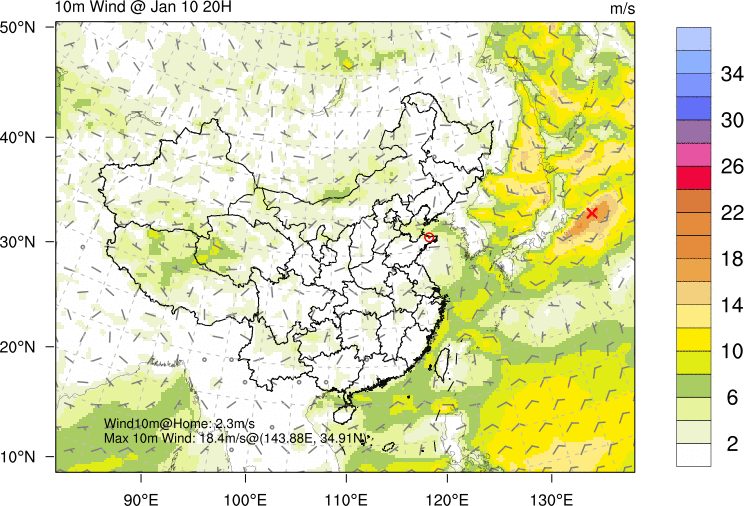 10m Wind @ Jan 10 20H
m/s
50°N
40°N
30°N
20°N
10°N
90°E
100°E
110°E
120°E
130°E
34
30
26
22
18
14
10
6
2
Wind10m@Home: 2.3m/s
Max 10m Wind: 18.4m/s@(143.88E, 34.91N)